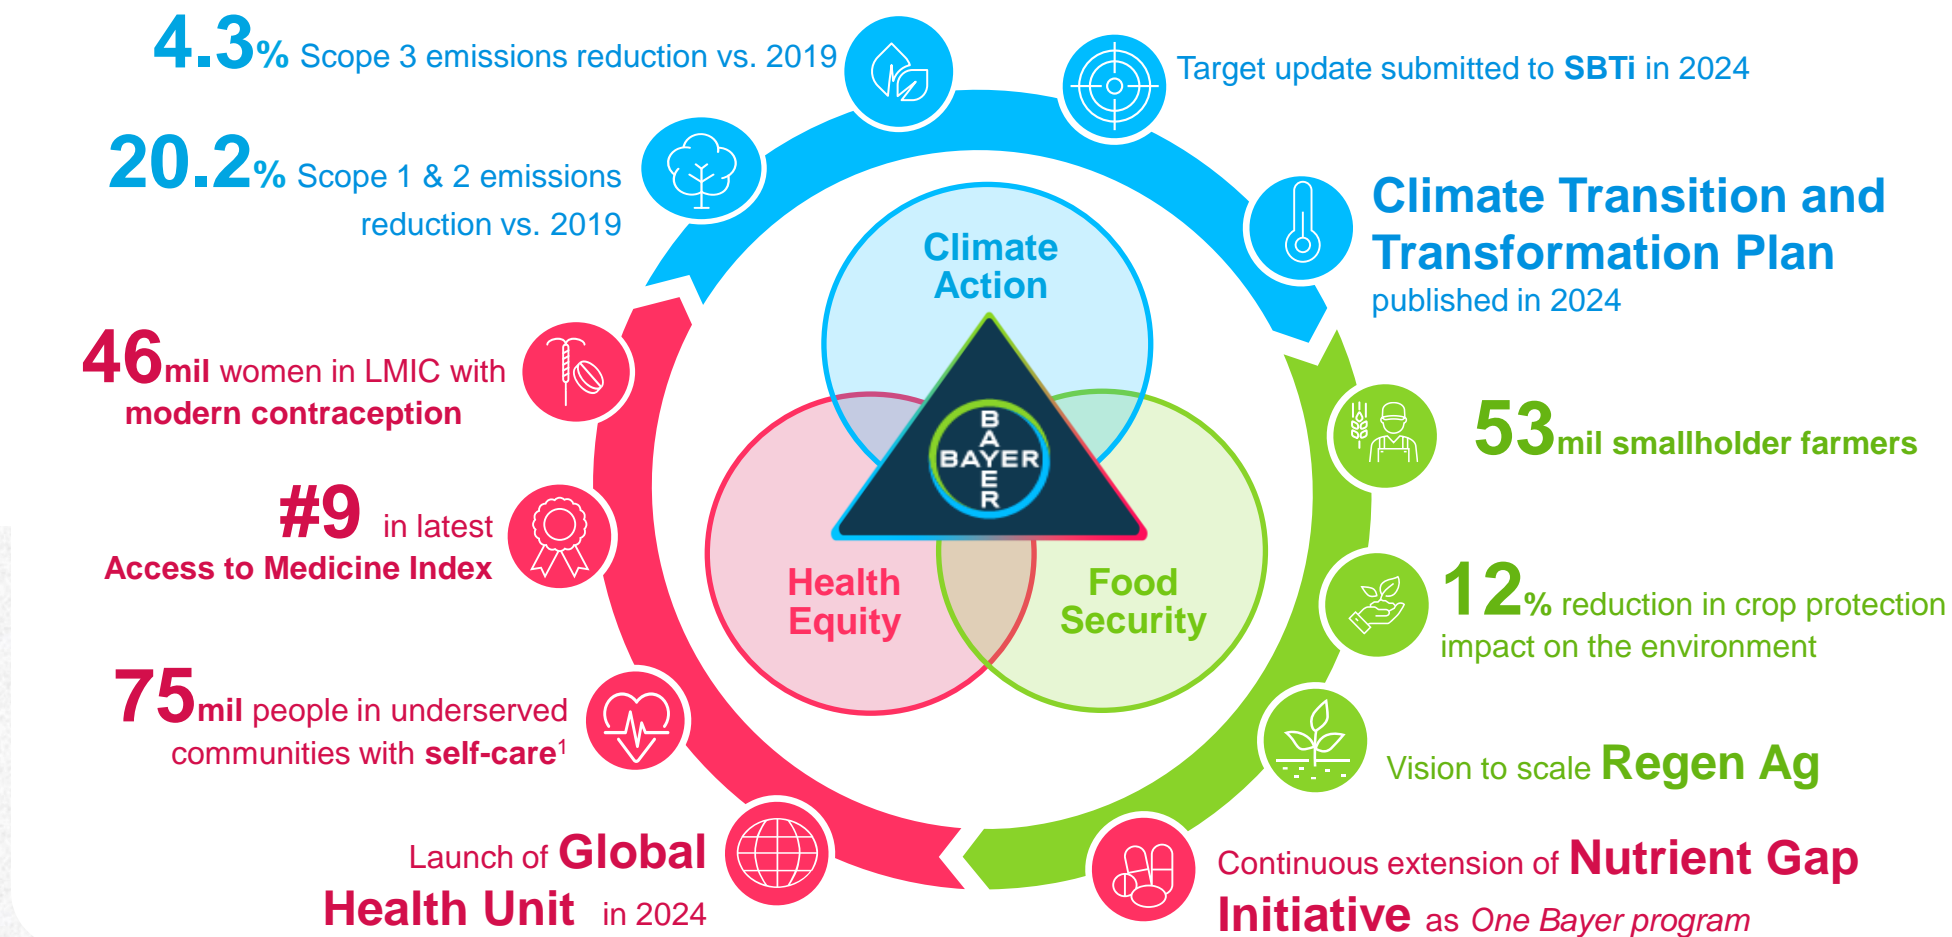 4.3% Scope 3 emissions reduction vs. 2019
Target update submitted to SBTi in 2024
20.2% Scope 1 & 2 emissions
reduction vs. 2019
Climate Transition and
Transformation Plan
published in 2024
Climate
Action
46mil women in LMIC with
modern contraception
53mil smallholder farmers
BAYER
BAYER
#9 in latest
Access to Medicine Index
Health
Equity
Food
Security
12% reduction in crop protection
impact on the environment
75mil people in underserved
communities with self-care¹
Vision to scale Regen Ag
Launch of Global
Health Unit in 2024
Continuous extension of Nutrient Gap
Initiative as One Bayer program